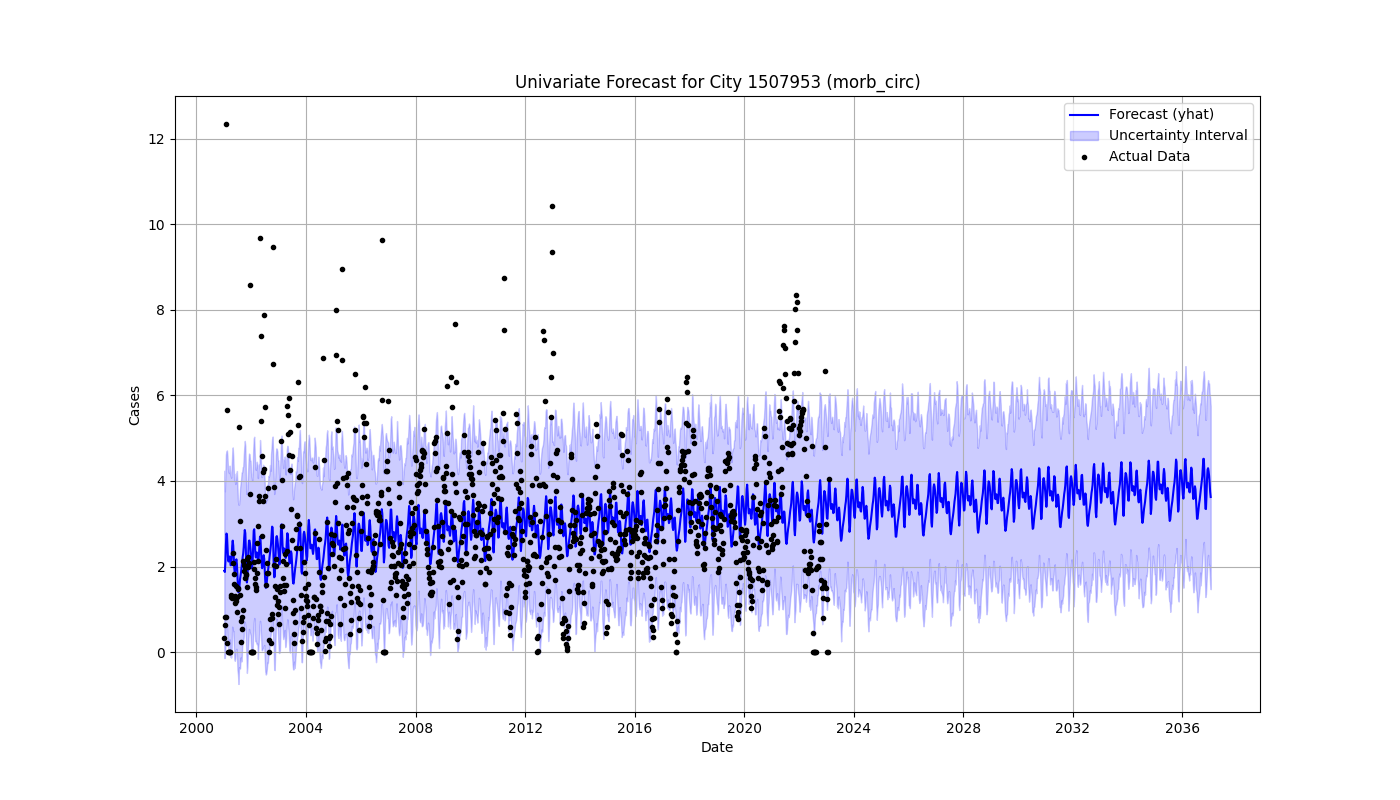 Univariate Forecast for City 1507953 (morb_circ)
Forecast (yhat)
Uncertainty Interval
Actual Data
Cases
12
10
8
6
4
2
0
2000
2004
2008
2012
2016
2020
2024
2028
2032
2036
Date